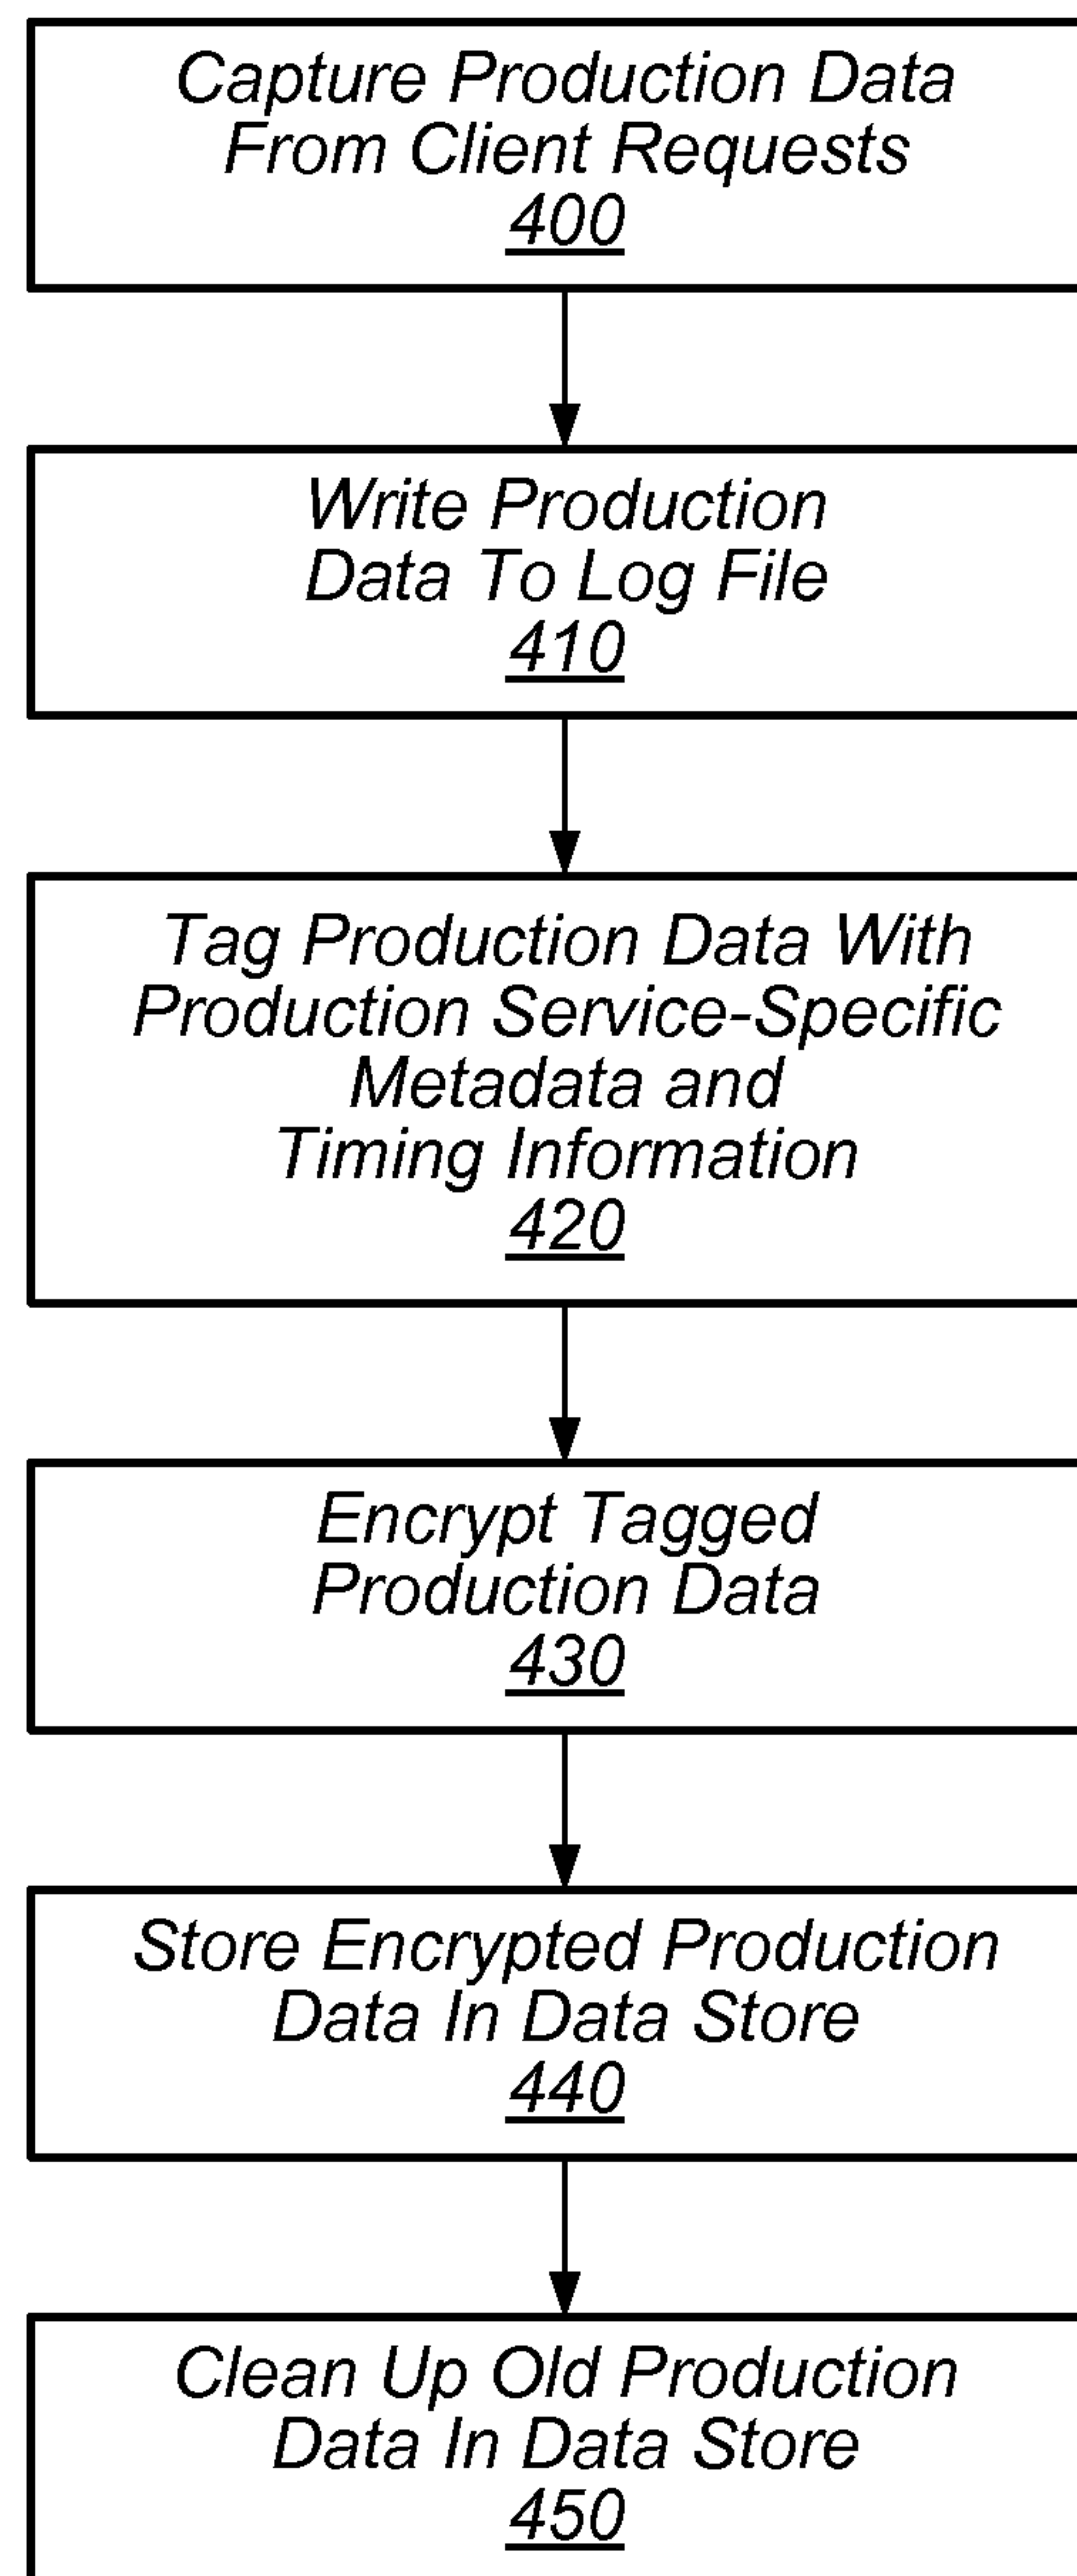 Capture Production Data
From Client Requests
400
Write Production
Data To Log File
410
Tag Production Data With
Production Service-Specific
Metadata and
Timing Information
420
Encrypt Tagged
Production Data
430
Store Encrypted Production
Data In Data Store
440
Clean Up Old Production
Data In Data Store
450